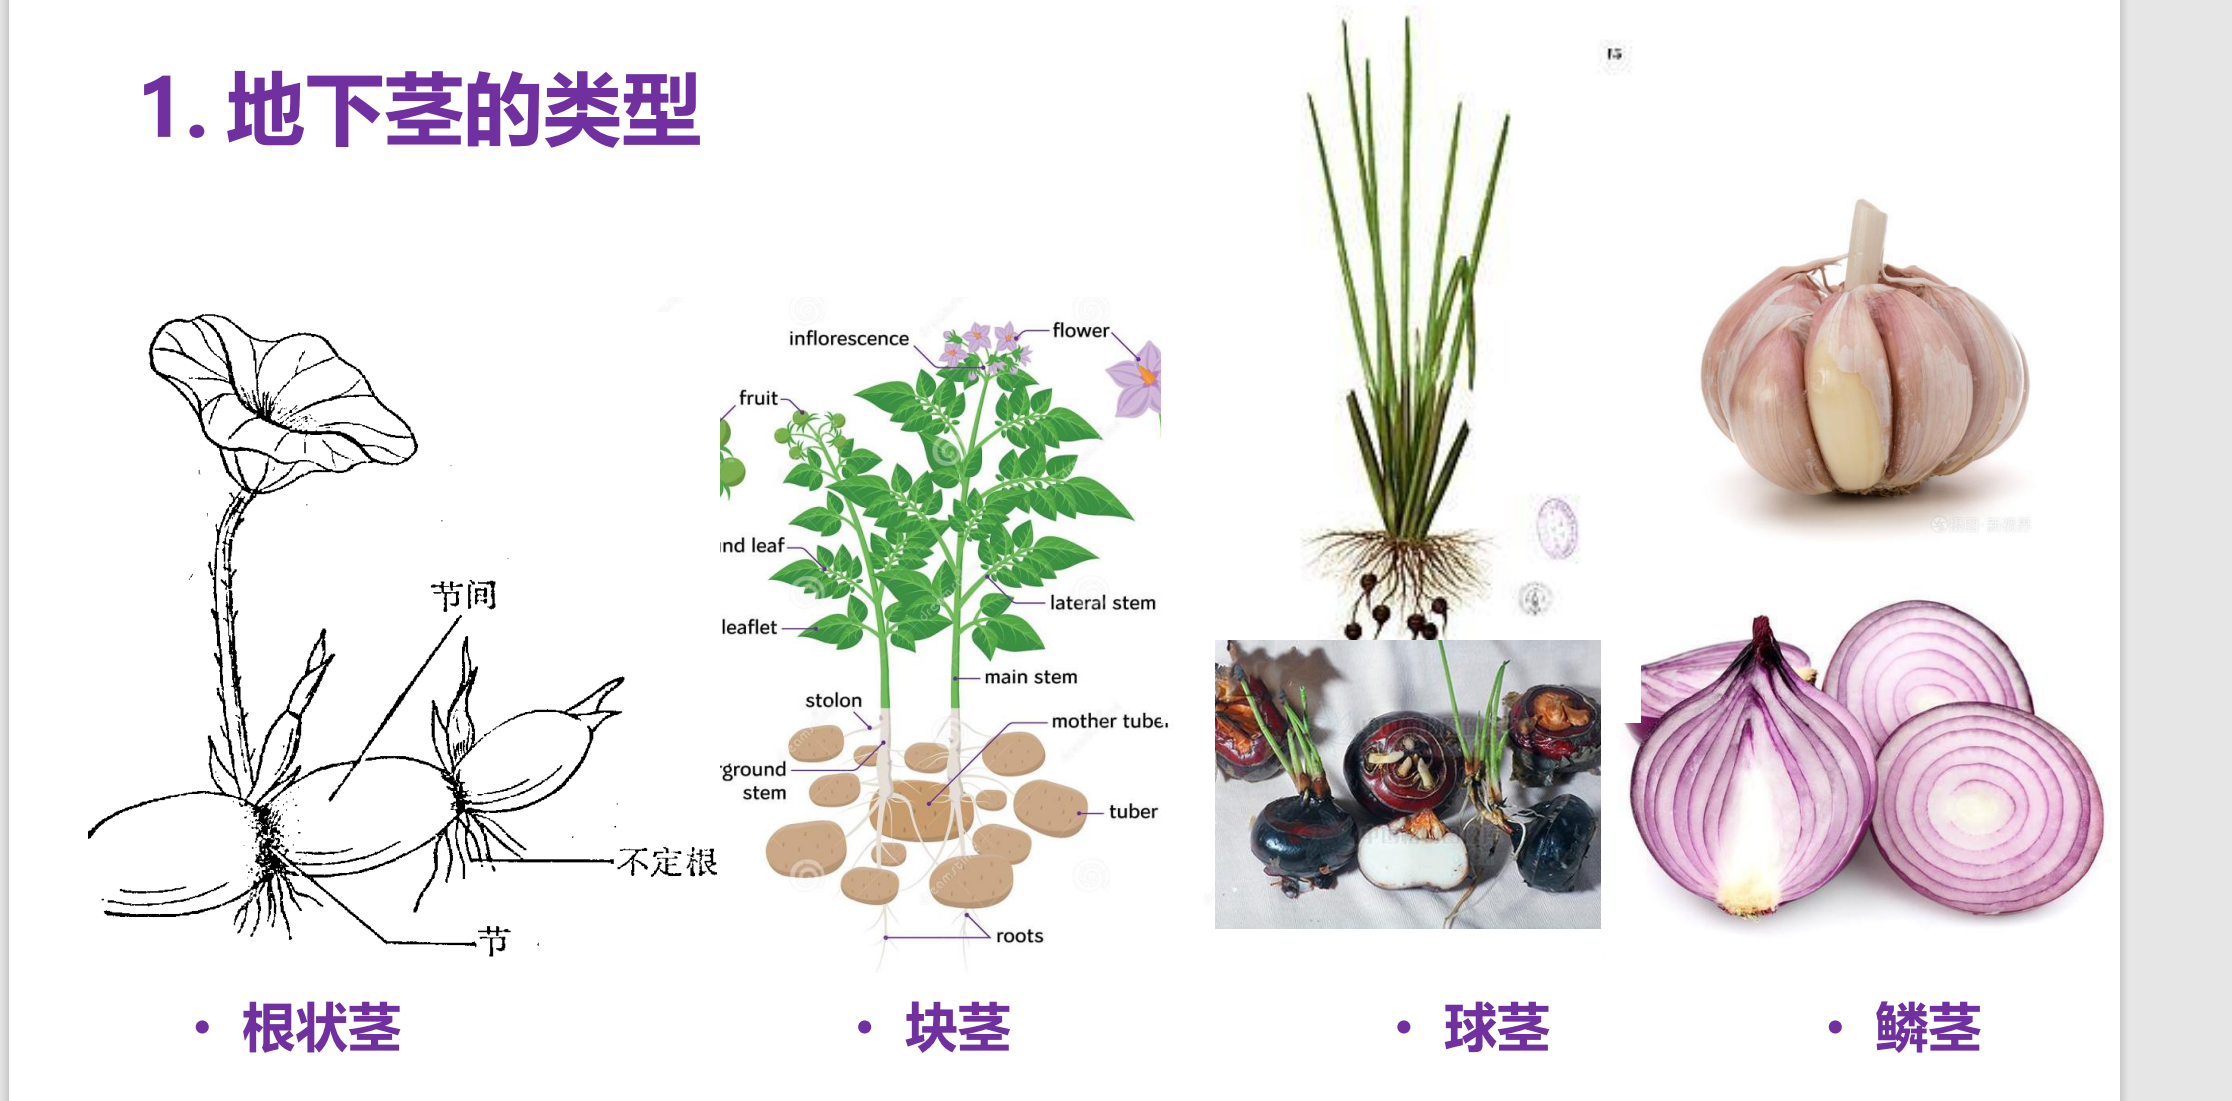 1. 地下茎的类型
15
节间
不定根
节
inflorescence
flower
fruit
nd leaf
leaflet
lateral stem
main stem
stolon
mother tuber
ground
stem
tuber
roots
• 根状茎
• 块茎
• 球茎
• 鳞茎